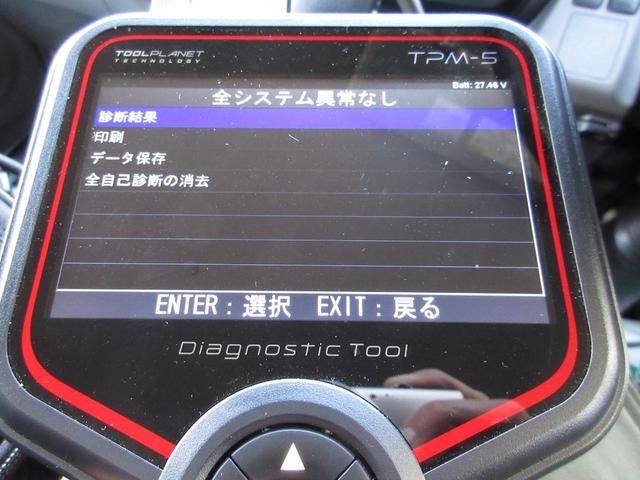 TOOLPLANET
TECHNOLOGY
TPM-5
Batt: 27.46 V
全システム異常なし
診断結果
印刷
データ保存
全自己診断の消去
ENTER：選択 EXIT：戻る
Diagnostic Tool